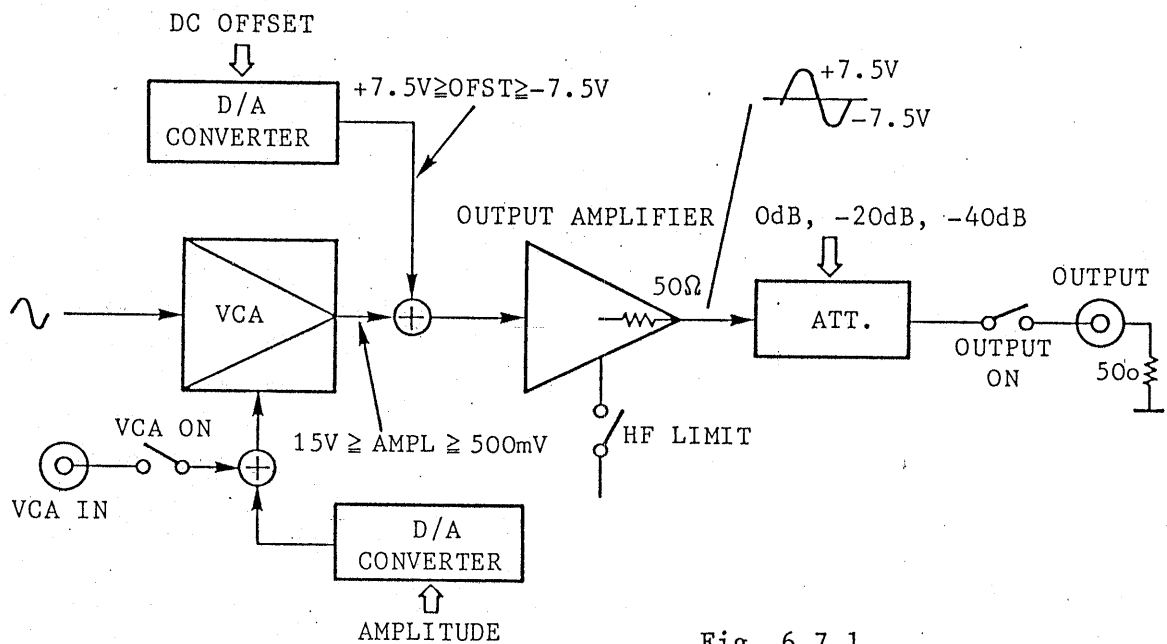 DC OFFSET
D/A
CONVERTER
+7.5V≧OFST≧-7.5V
+7.5V
-7.5V
OUTPUT AMPLIFIER
0dB, -20dB, -40dB
50Ω
VCA
ATT.
OUTPUT
OUTPUT
ON
50o
VCA ON
15V ≧ AMPL ≧ 500mV
HF LIMIT
VCA IN
D/A
CONVERTER
AMPLITUDE
Fig. 6.7.1